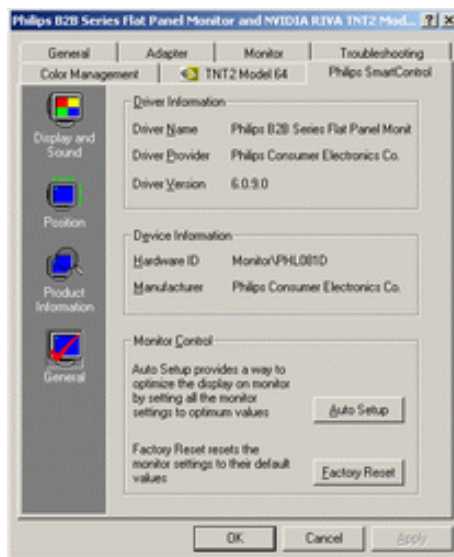 Philips B2B Series Flat Panel Monitor and NVIDIA RIVA TNT2 Mod...
General Adapter Monitor Troubleshooting
Color Management TNT2 Model 64 Philips SmartControl
Display and
Sound
Position
Product
Information
General
Driver Information
Driver Name Philips B2B Series Flat Panel Monit
Driver Provider Philips Consumer Electronics Co.
Driver Version 6.0.9.0
Device Information
Hardware ID Monitor\PHL081D
Manufacturer Philips Consumer Electronics Co.
Monitor Control
Auto Setup provides a way to
optimize the display on monitor
by setting all the monitor
settings to optimum values
Auto Setup
Factory Reset resets the
monitor settings to their default
values
Factory Reset
OK Cancel Apply